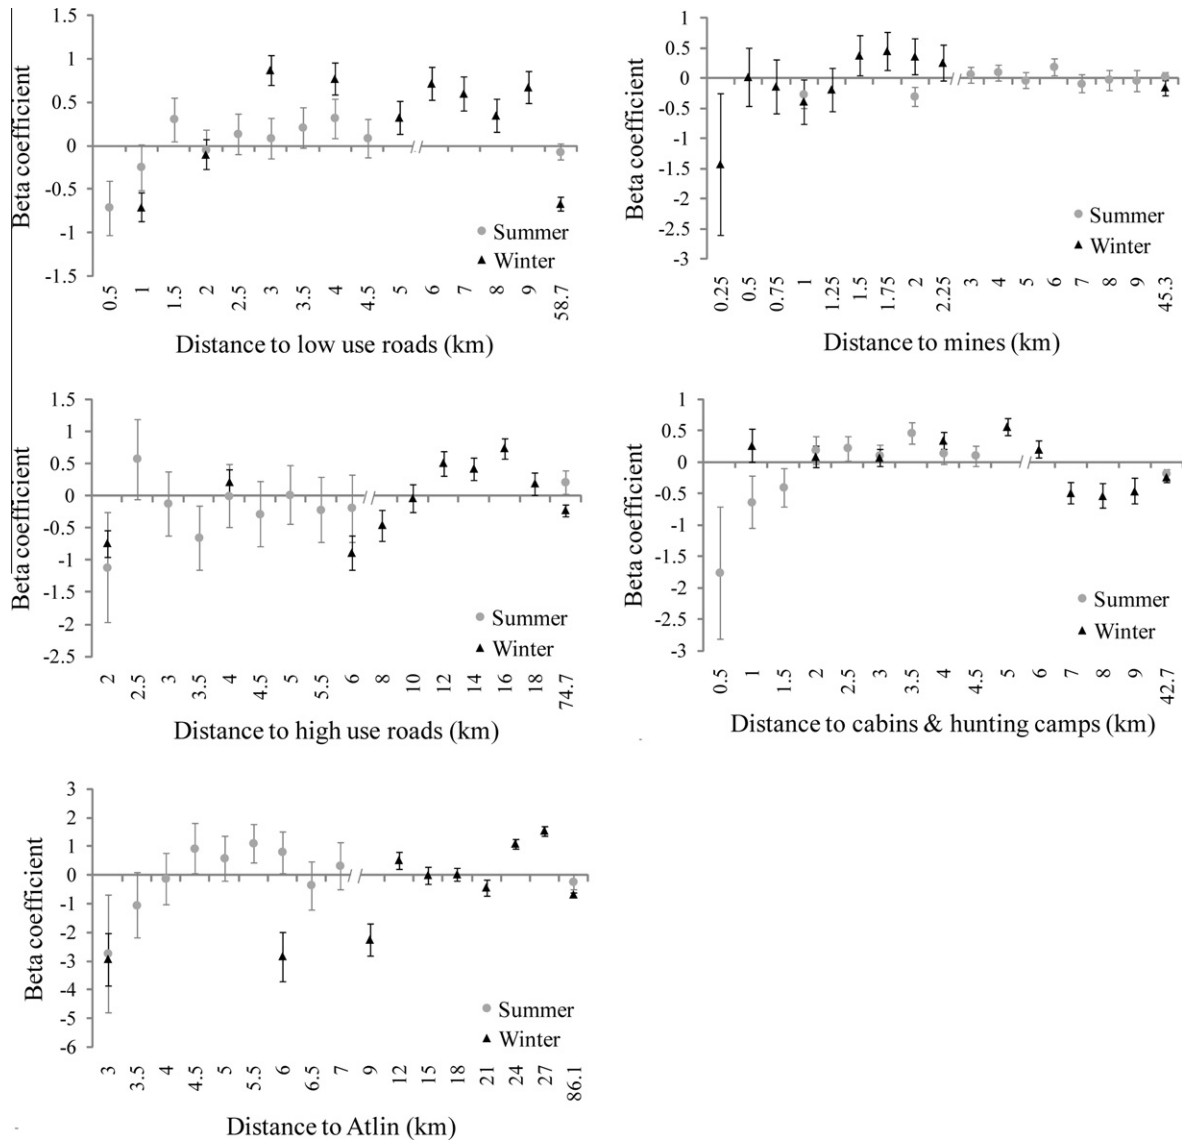 1.5
1
0.5
0
-0.5
-1
-1.5
Beta coefficient
Summer
Winter
0.5 1 1.5 2 2.5 3 3.5 4 4.5 5 6 7 8 9 58.7
Distance to low use roads (km)
1
0.5
0
-0.5
-1
-1.5
-2
-2.5
-3
Beta coefficient
Summer
Winter
0.25 0.5 0.75 1 1.25 1.5 1.75 2 2.25 3 4 5 6 7 8 9 45.3
Distance to mines (km)
1.5
1
0.5
0
-0.5
-1
-1.5
-2
-2.5
Beta coefficient
Summer
Winter
2 2.5 3 3.5 4 4.5 5 5.5 6 8 10 12 14 16 18 74.7
Distance to high use roads (km)
1
0.5
0
-0.5
-1
-1.5
-2
-2.5
-3
Beta coefficient
Summer
Winter
0.5 1 1.5 2 2.5 3 3.5 4 4.5 5 6 7 8 9 42.7
Distance to cabins & hunting camps (km)
3
2
1
0
-1
-2
-3
-4
-5
-6
Beta coefficient
Summer
Winter
3 3.5 4 4.5 5 5.5 6 6.5 7 9 12 15 18 21 24 27 86.1
Distance to Atlin (km)